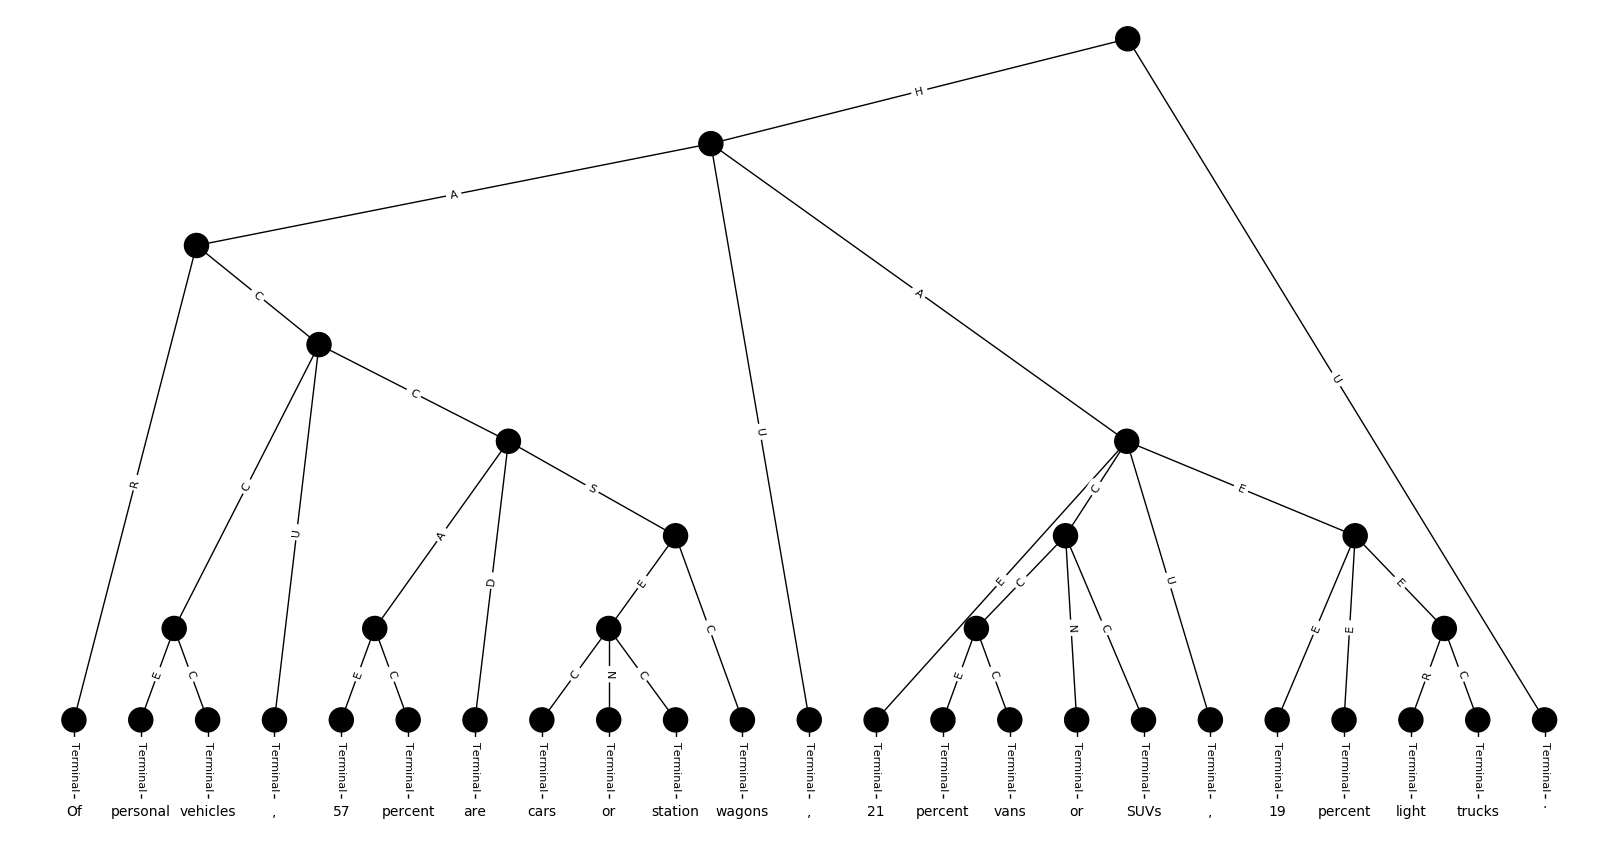 H
A
C
A
U
C
R
U
C
S
C
E
U
A
D
E
E
C
N
C
U
E
C
E
E
E
E
C
E
C
C
N
C
E
C
R
C
Terminal Terminal Terminal Terminal Terminal Terminal Terminal Terminal Terminal Terminal Terminal Terminal Terminal Terminal Terminal Terminal Terminal Terminal Terminal Terminal Terminal Terminal Terminal
Of personal vehicles , 57 percent are cars or station wagons , 21 percent vans or SUVs , 19 percent light trucks .